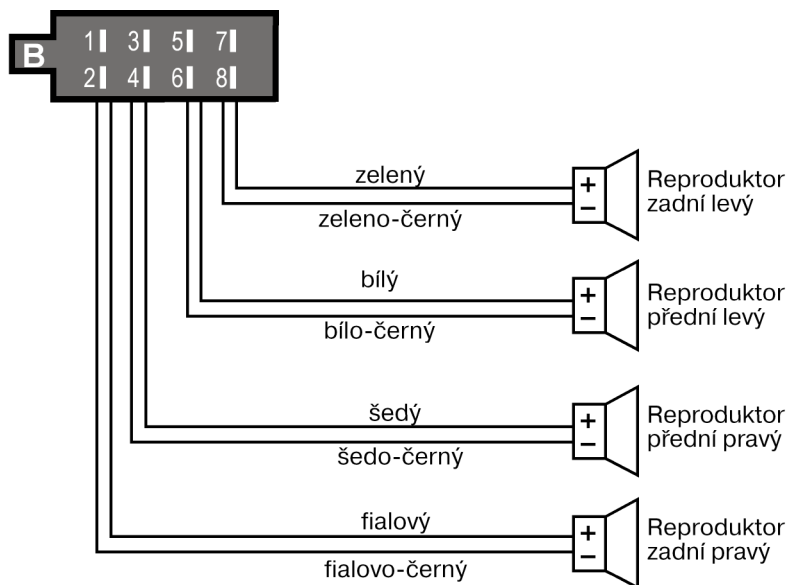 B
1 3 5 7
2 4 6 8
zelený
+
–
zeleno-černý
Reproduktor
zadní levý
bílý
+
–
bílo-černý
Reproduktor
přední levý
šedý
+
–
šedo-černý
Reproduktor
přední pravý
fialový
+
–
fialovo-černý
Reproduktor
zadní pravý